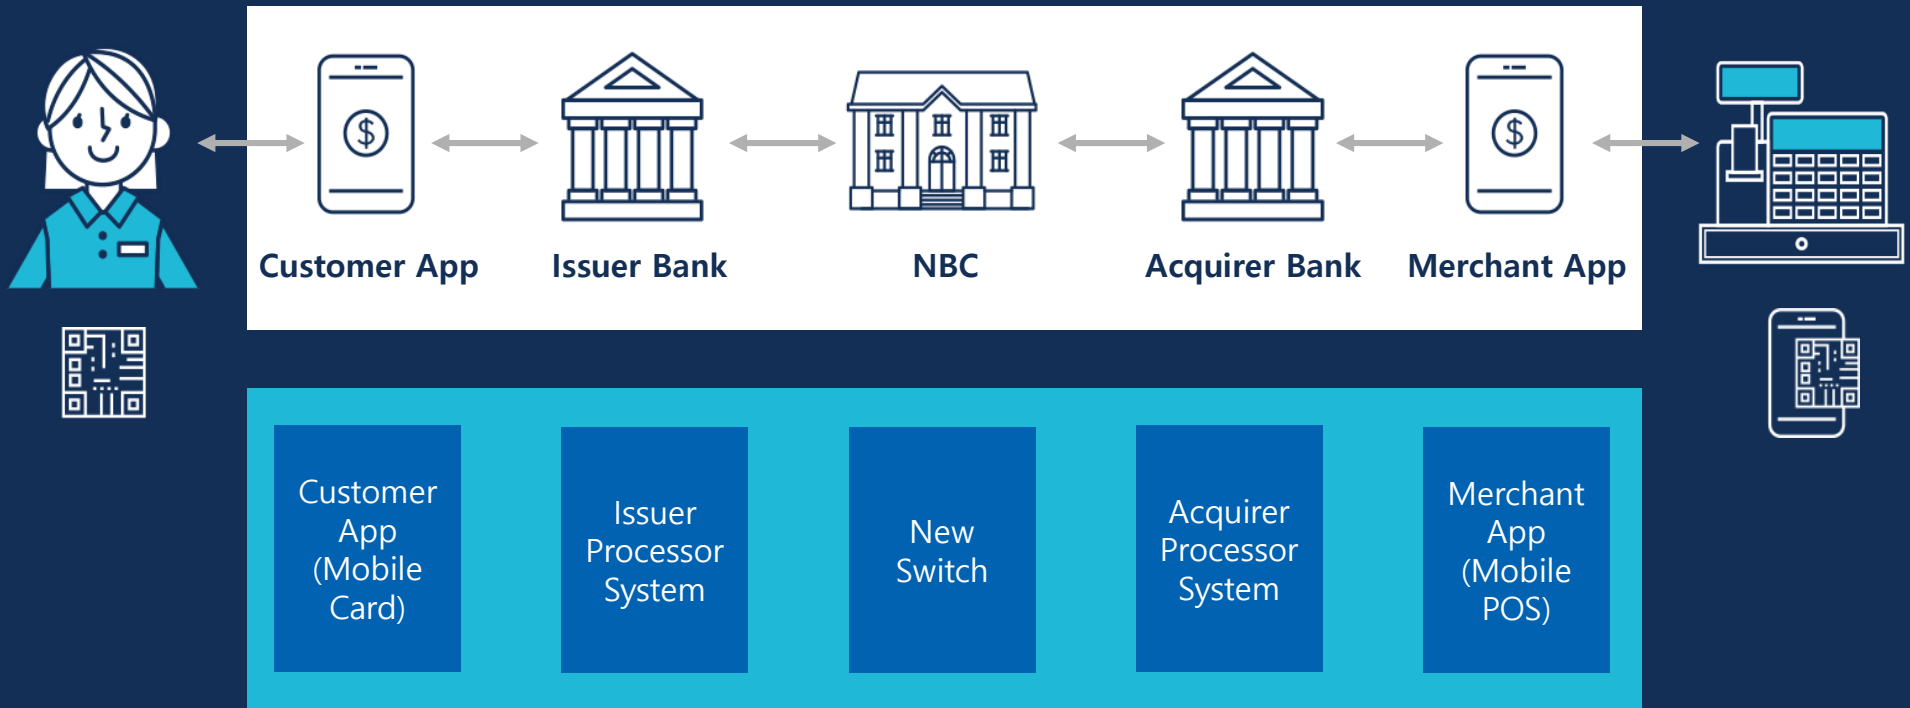 Customer App
Issuer Bank
NBC
Acquirer Bank
Merchant App
Customer
App
(Mobile
Card)
Issuer
Processor
System
New
Switch
Acquirer
Processor
System
Merchant
App
(Mobile
POS)